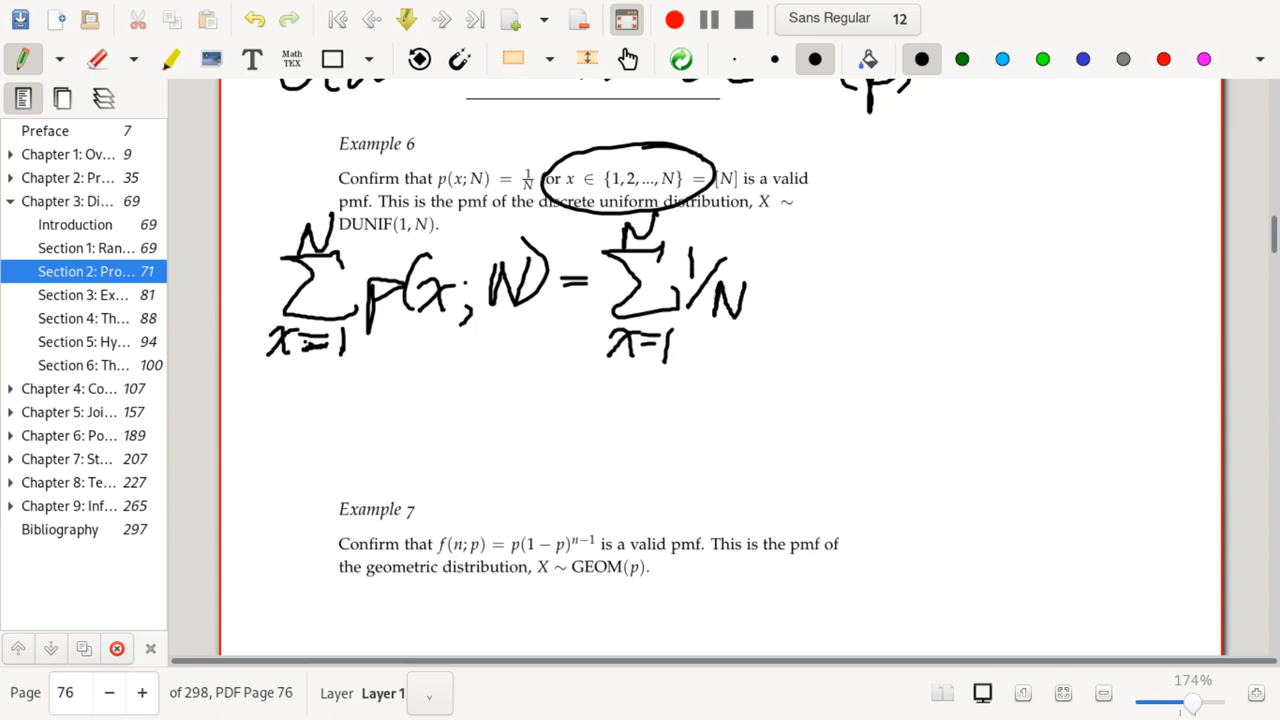 Sans Regular 12
T Math TEX
Preface 7
Chapter 1: Ov... 9
Chapter 2: Pr... 35
Chapter 3: Di... 69
Introduction 69
Section 1: Ran... 69
Section 2: Pro... 71
Section 3: Ex... 81
Section 4: Th... 88
Section 5: Hy... 94
Section 6: Th... 100
Chapter 4: Co... 107
Chapter 5: Joi... 157
Chapter 6: Po... 189
Chapter 7: St... 207
Chapter 8: Te... 227
Chapter 9: Inf... 265
Bibliography 297
(p)
Example 6
Confirm that p(x; N) = 1/N for x ∈ {1, 2, ..., N} = [N] is a valid
pmf. This is the pmf of the discrete uniform distribution, X ∼
DUNIF(1, N).
∑_{x=1}^{N} p(x; N) = ∑_{x=1}^{N} 1/N
Example 7
Confirm that f(n; p) = p(1 − p)^{n−1} is a valid pmf. This is the pmf of
the geometric distribution, X ∼ GEOM(p).
Page 76 − + of 298, PDF Page 76 Layer Layer 1 174%